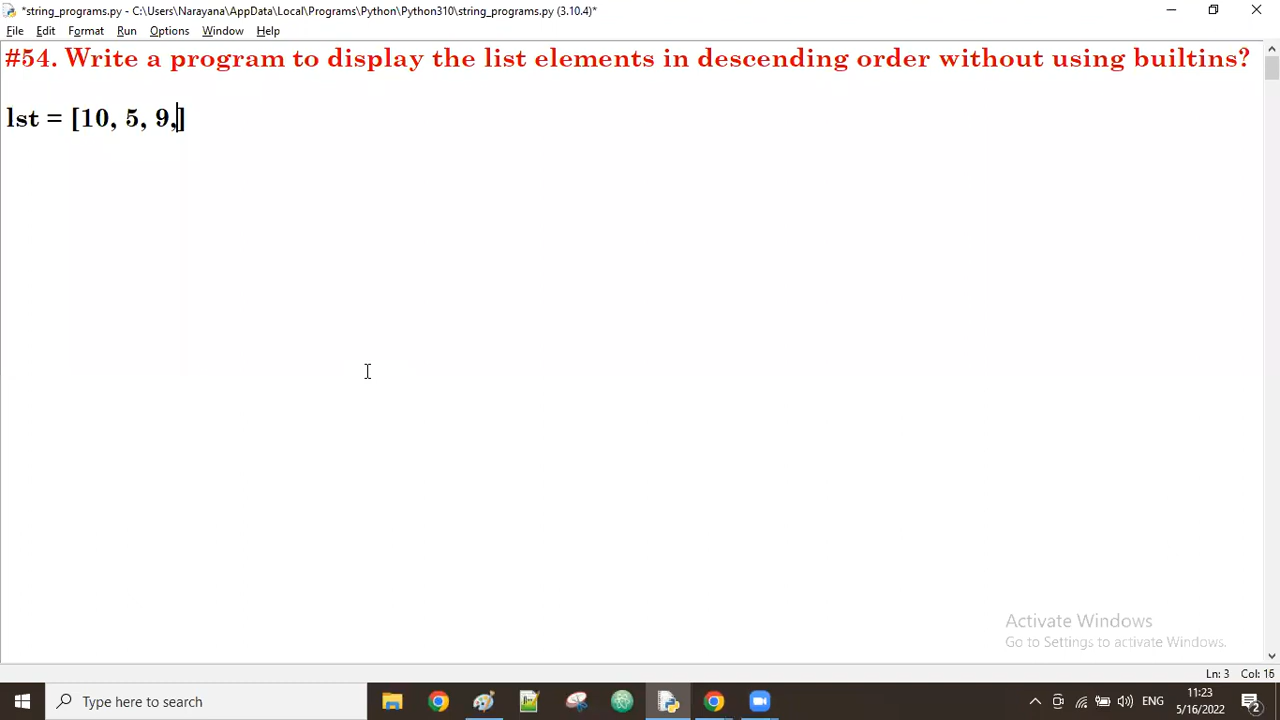 *string_programs.py - C:\Users\Narayana\AppData\Local\Programs\Python\Python310\string_programs.py (3.10.4)*
File Edit Format Run Options Window Help
#54. Write a program to display the list elements in descending order without using builtins?
lst = [10, 5, 9,]
Activate Windows
Go to Settings to activate Windows.
Ln: 3 Col: 16
Type here to search
ENG
11:23
5/16/2022
2